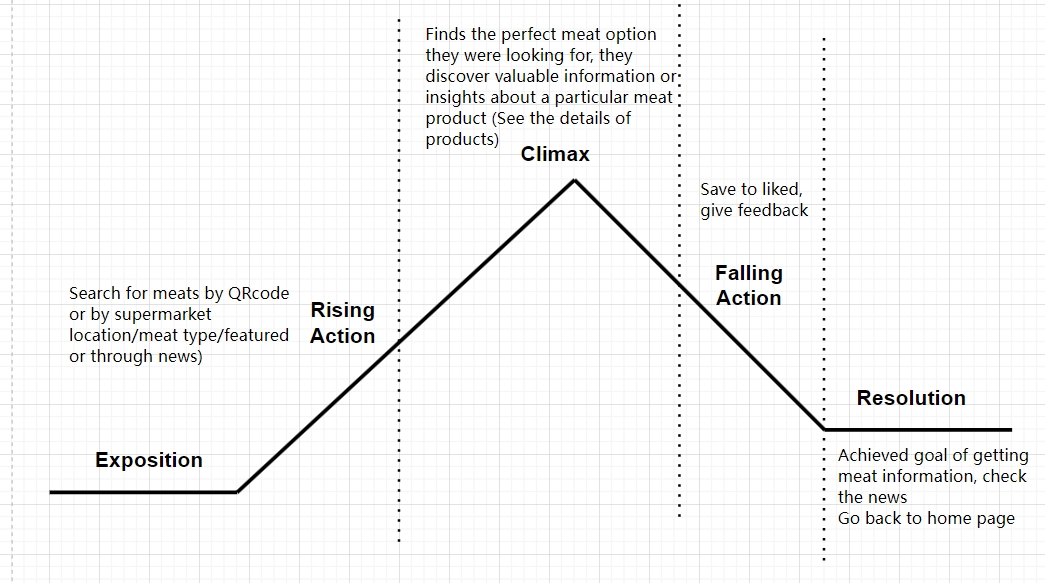 Finds the perfect meat option
they were looking for, they
discover valuable information or
insights about a particular meat
product (See the details of
products)
Climax
Save to liked,
give feedback
Falling
Action
Search for meats by QRcode
or by supermarket
location/meat type/featured
or through news)
Rising
Action
Resolution
Exposition
Achieved goal of getting
meat information, check
the news
Go back to home page